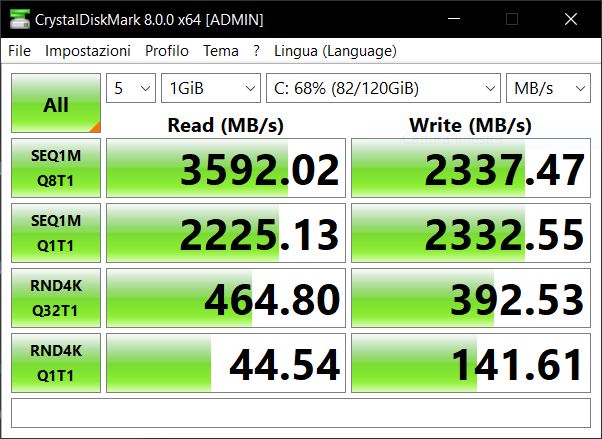 CrystalDiskMark 8.0.0 x64 [ADMIN]
File Impostazioni Profilo Tema ? Lingua (Language)
All 5 1GiB C: 68% (82/120GiB) MB/s
Read (MB/s) Write (MB/s)
SEQ1M
Q8T1 3592.02 2337.47
SEQ1M
Q1T1 2225.13 2332.55
RND4K
Q32T1 464.80 392.53
RND4K
Q1T1 44.54 141.61